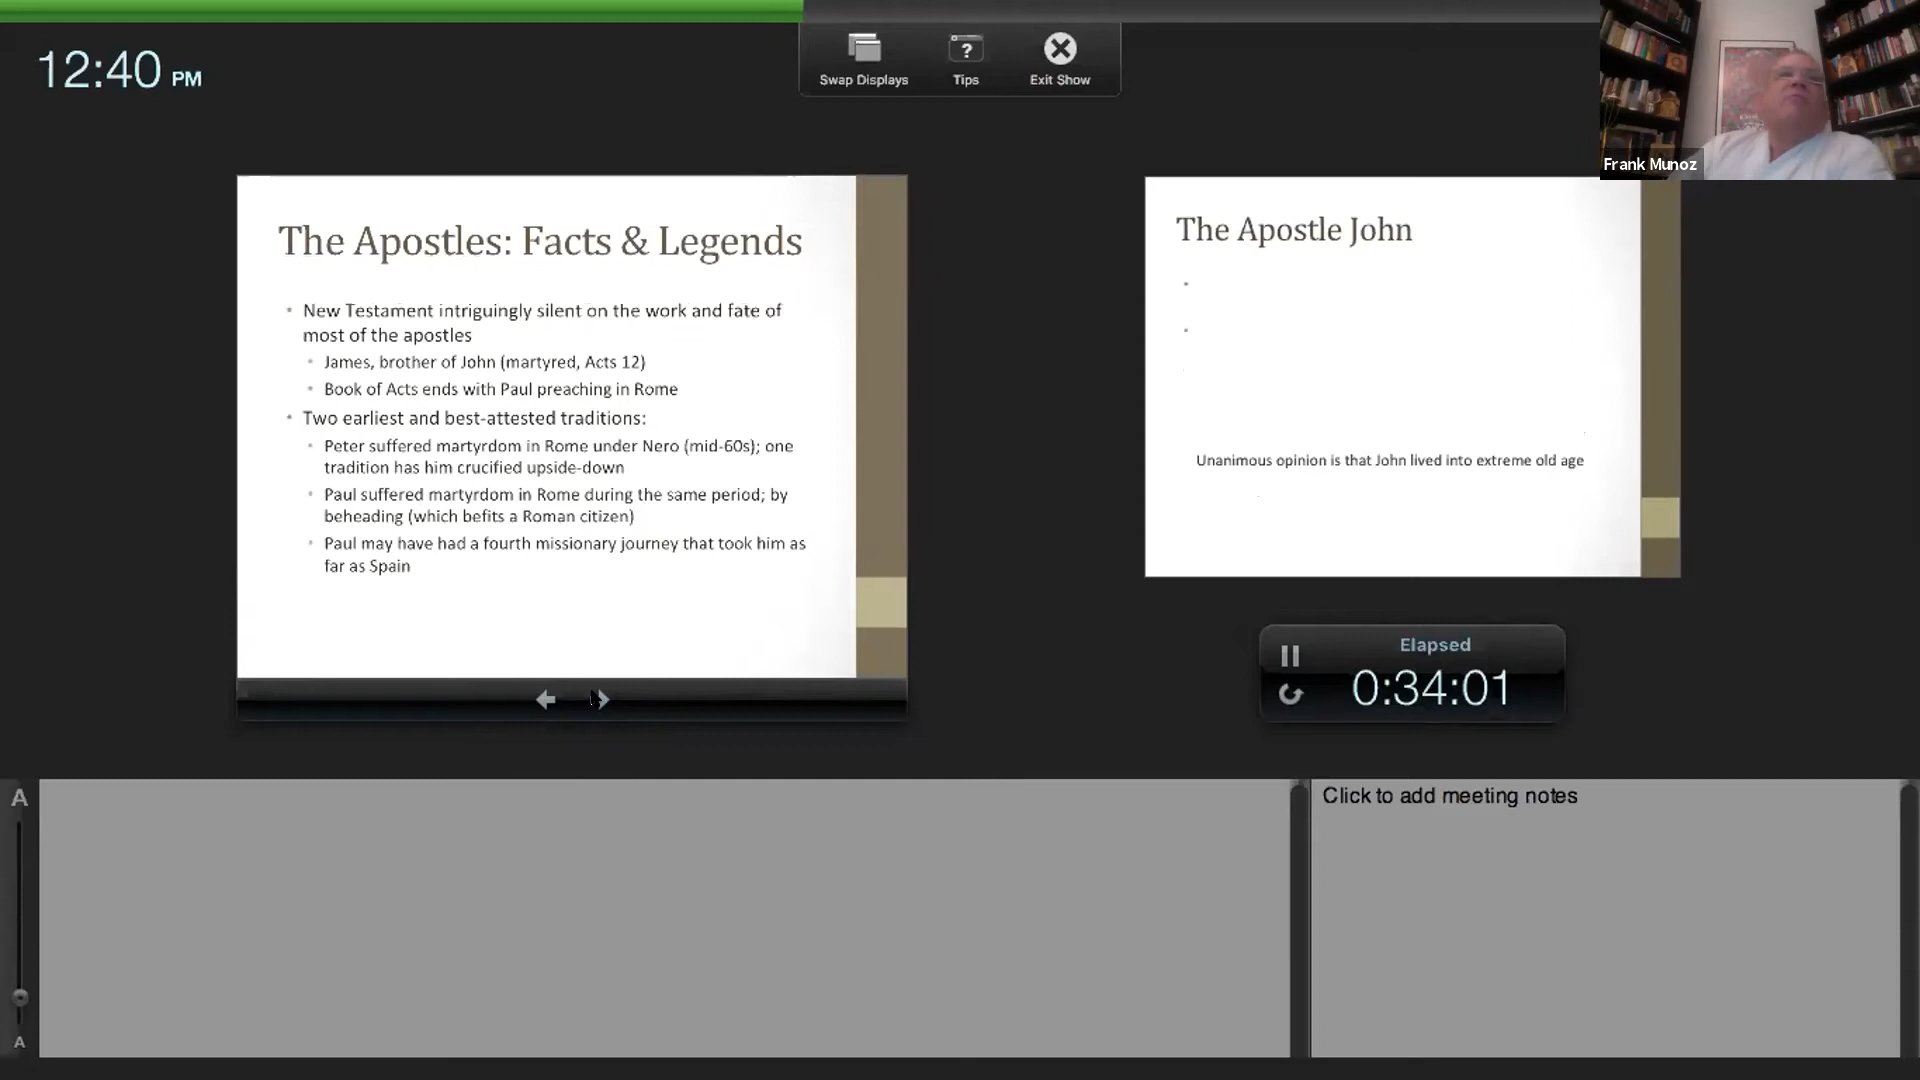 12:40 PM
Swap Displays
Tips
Exit Show
Frank Munoz
The Apostles: Facts & Legends
New Testament intriguingly silent on the work and fate of
most of the apostles
James, brother of John (martyred, Acts 12)
Book of Acts ends with Paul preaching in Rome
Two earliest and best-attested traditions:
Peter suffered martyrdom in Rome under Nero (mid-60s); one
tradition has him crucified upside-down
Paul suffered martyrdom in Rome during the same period; by
beheading (which befits a Roman citizen)
Paul may have had a fourth missionary journey that took him as
far as Spain
The Apostle John
Unanimous opinion is that John lived into extreme old age
Elapsed
0:34:01
A
A
Click to add meeting notes